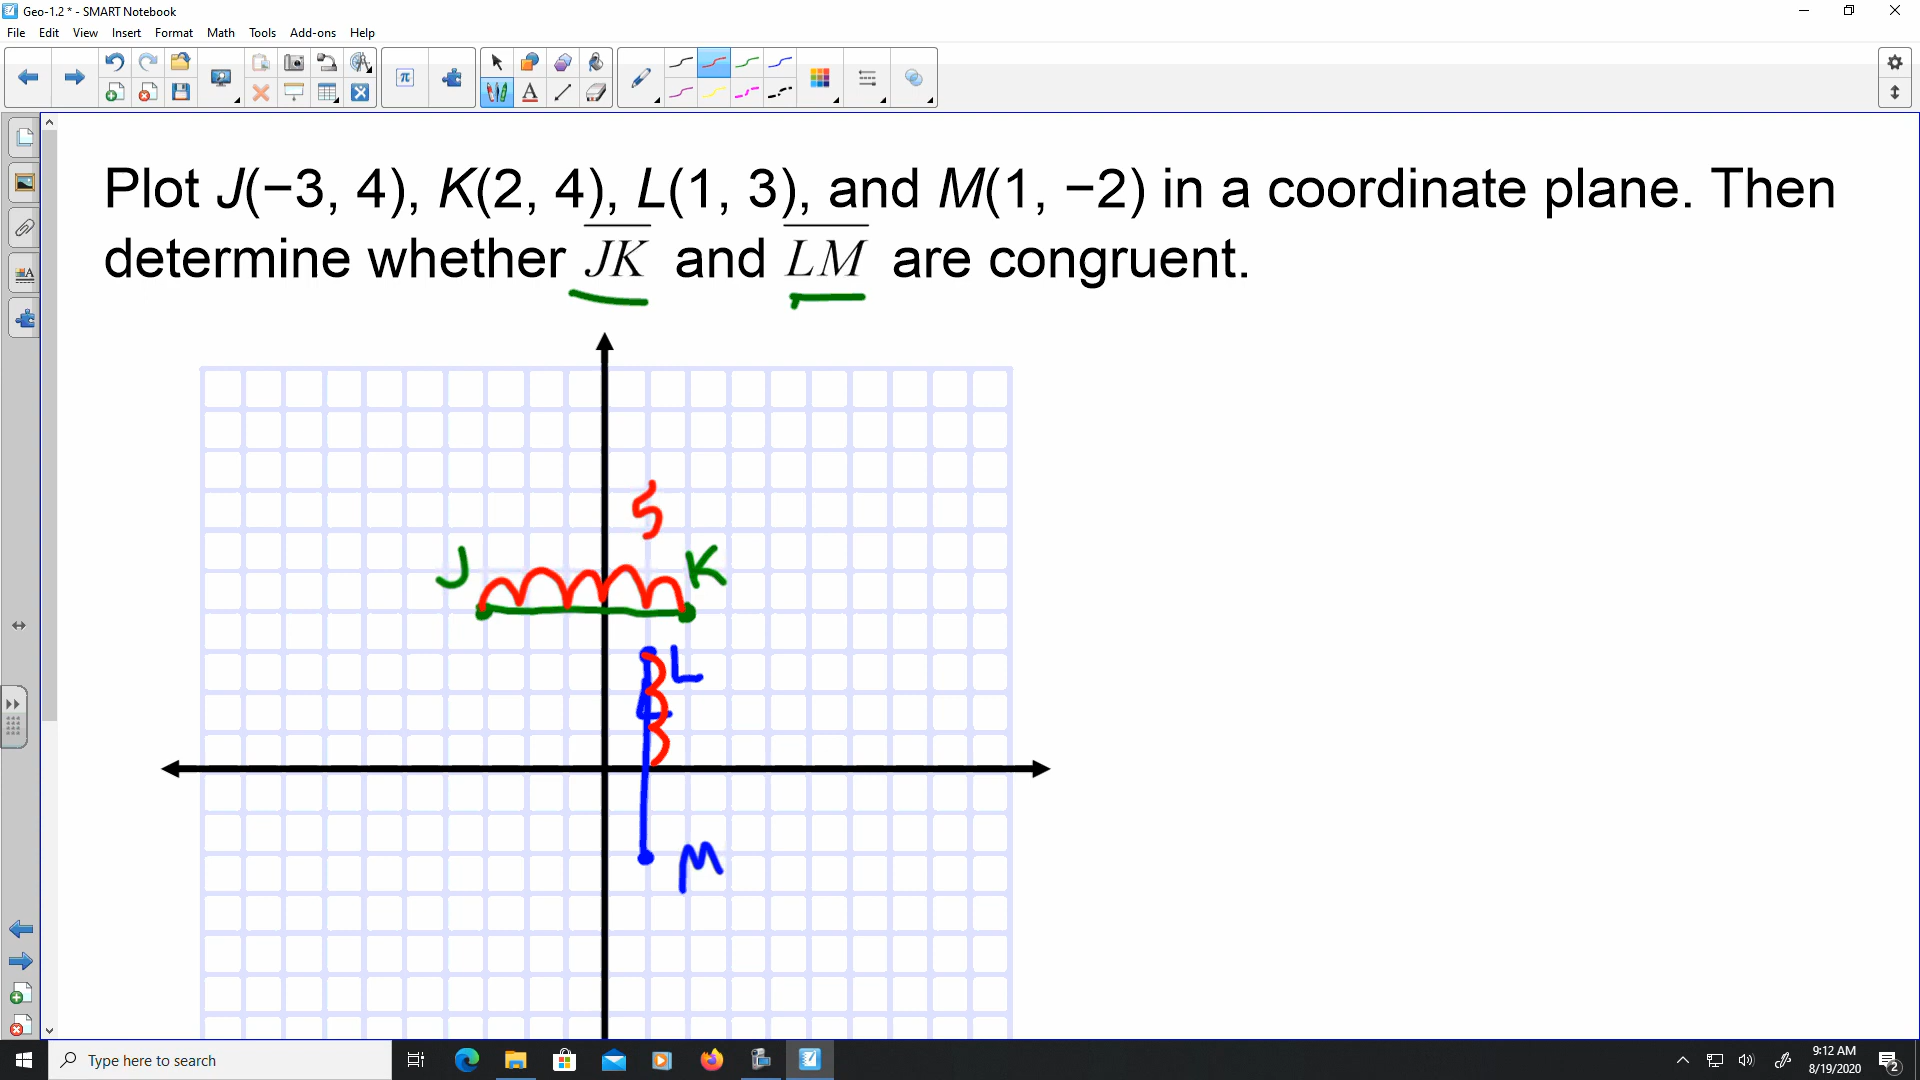 Geo-1.2 * - SMART Notebook
File Edit View Insert Format Math Tools Add-ons Help
π
A
A
Plot J(−3, 4), K(2, 4), L(1, 3), and M(1, −2) in a coordinate plane. Then
determine whether JK and LM are congruent.
5
J K
L
M
Type here to search
9:12 AM
8/19/2020
2